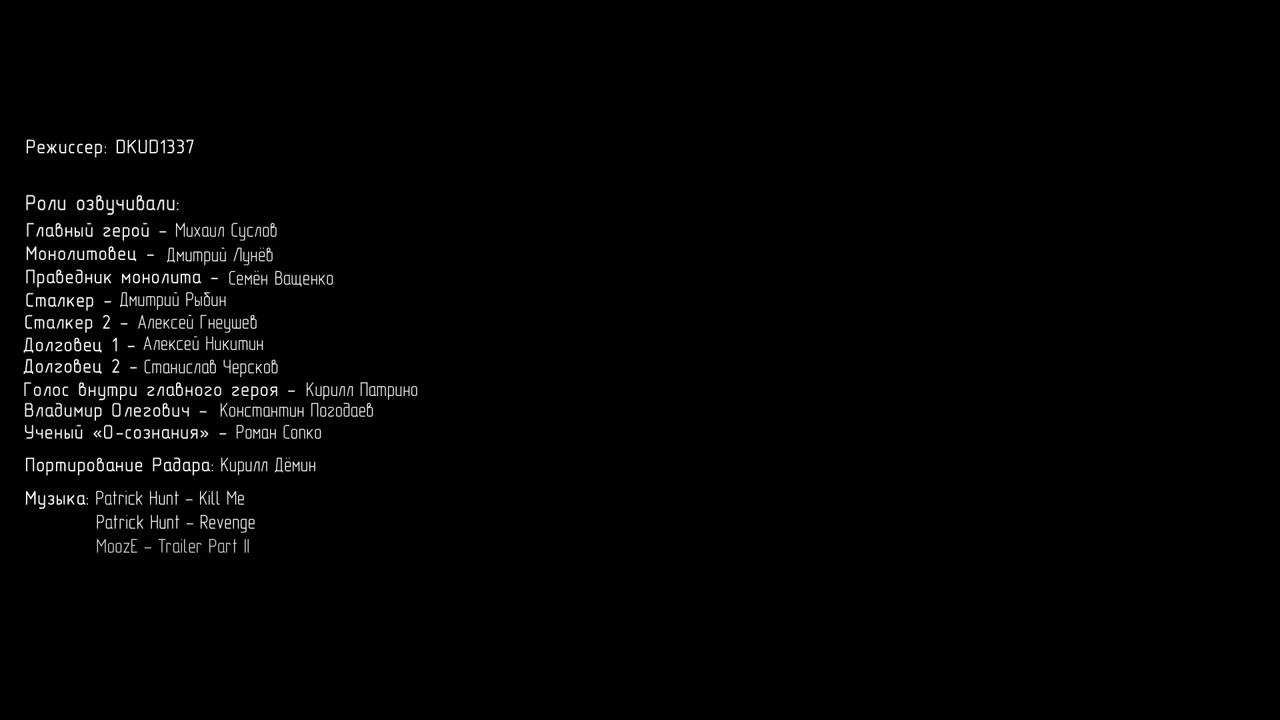 Режиссер: DKUD1337
Роли озвучивали:
Главный герой – Михаил Суслов
Монолитовец – Дмитрий Лунёв
Праведник монолита – Семён Ващенко
Сталкер – Дмитрий Рыбин
Сталкер 2 – Алексей Гнеушев
Долговец 1 – Алексей Никитин
Долговец 2 – Станислав Черсков
Голос внутри главного героя – Кирилл Патрино
Владимир Олегович – Константин Погодаев
Ученый «О-сознания» – Роман Сопко
Портирование Радара: Кирилл Дёмин
Музыка: Patrick Hunt – Kill Me
Patrick Hunt – Revenge
MoozE – Trailer Part II